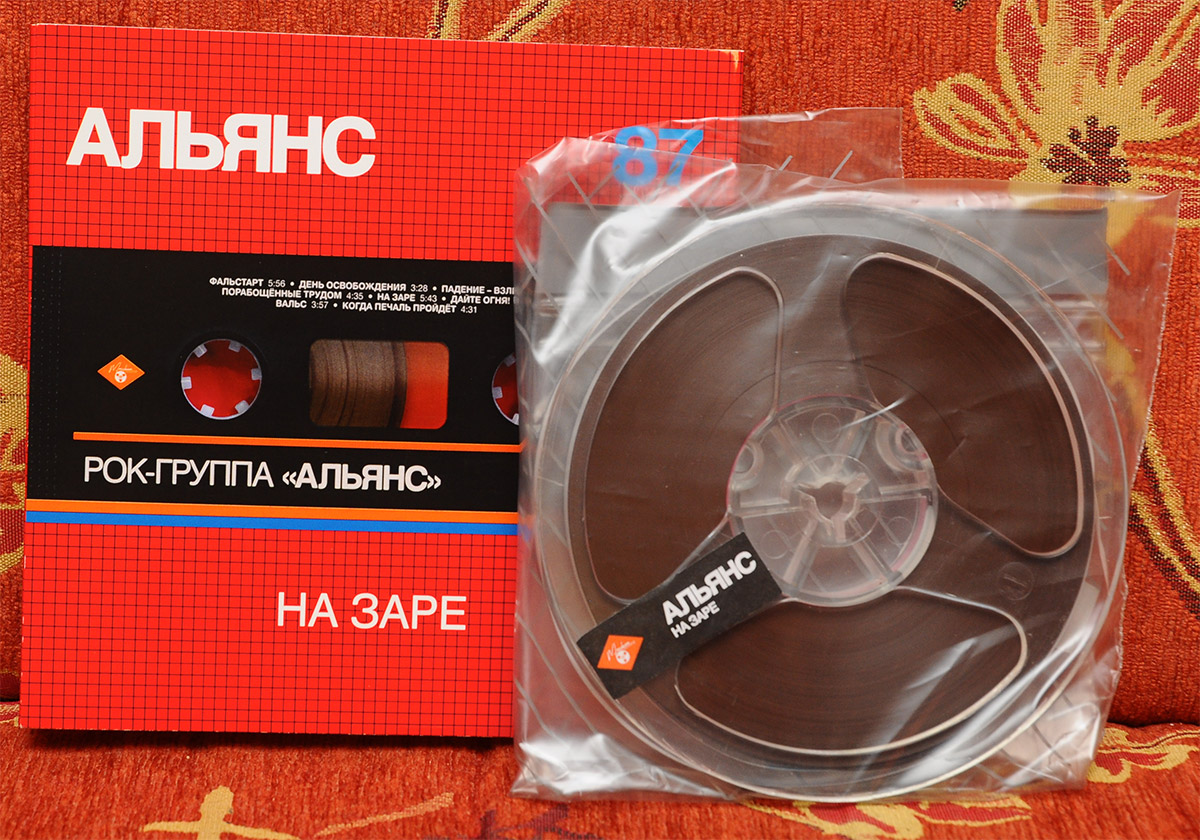 АЛЬЯНС
87
ФАЛЬСТАРТ 5:56 • ДЕНЬ ОСВОБОЖДЕНИЯ 3:28 • ПАДЕНИЕ –
ПОРАБОЩЁННЫЕ ТРУДОМ 4:35 • НА ЗАРЕ 5:43 • ДАЙТЕ ОГНЯ!
ВАЛЬС 3:57 • КОГДА ПЕЧАЛЬ ПРОЙДЁТ 4:31
РОК-ГРУППА «АЛЬЯНС»
НА ЗАРЕ
АЛЬЯНС
НА ЗАРЕ